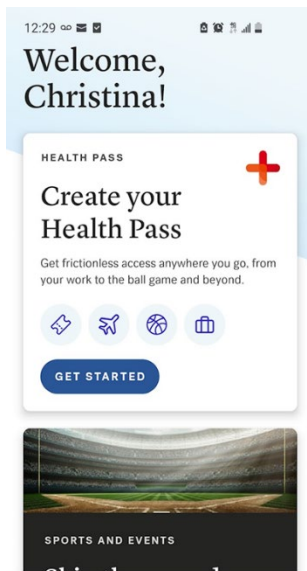 12:29
Welcome,
Christina!
HEALTH PASS
Create your
Health Pass
Get frictionless access anywhere you go, from
your work to the ball game and beyond.
GET STARTED
SPORTS AND EVENTS